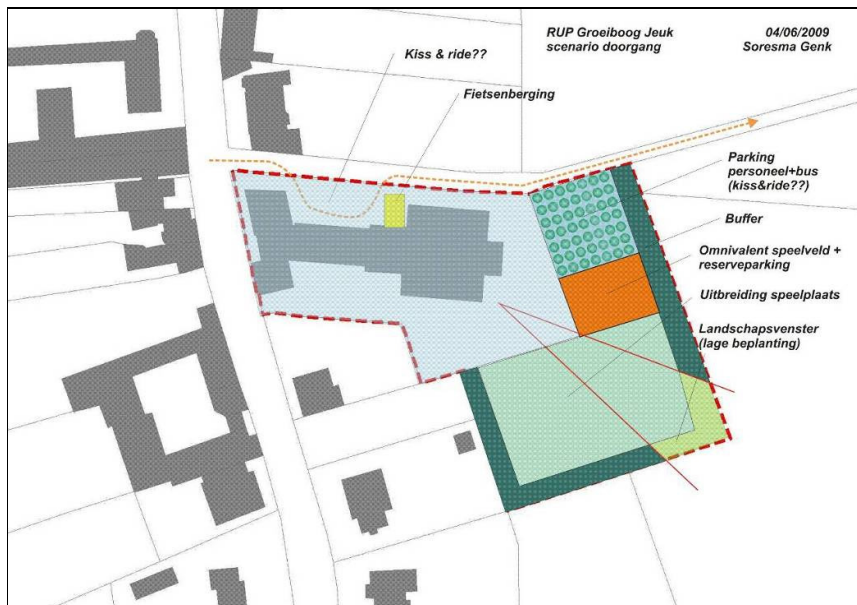 RUP Groeiboog Jeuk
scenario doorgang
04/06/2009
Soresma Genk
Kiss & ride??
Fietsenberging
Parking
personeel+bus
(kiss&ride??)
Buffer
Omnivalent speelveld +
reserveparking
Uitbreiding speelplaats
Landschapsvenster
(lage beplanting)